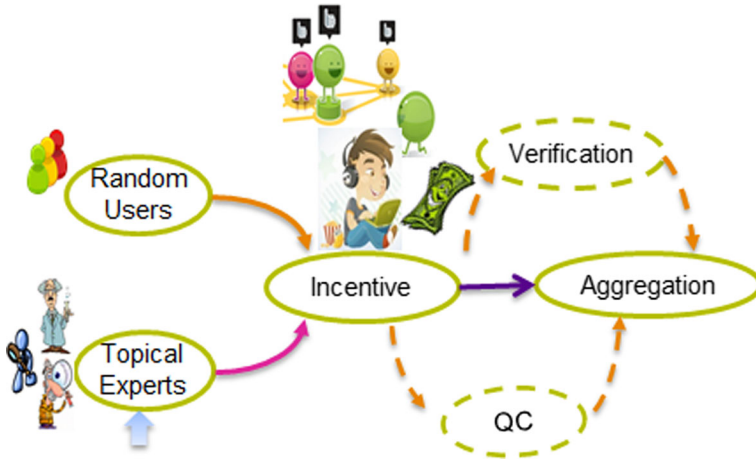 Random
Users
Topical
Experts
Incentive
Verification
Aggregation
QC